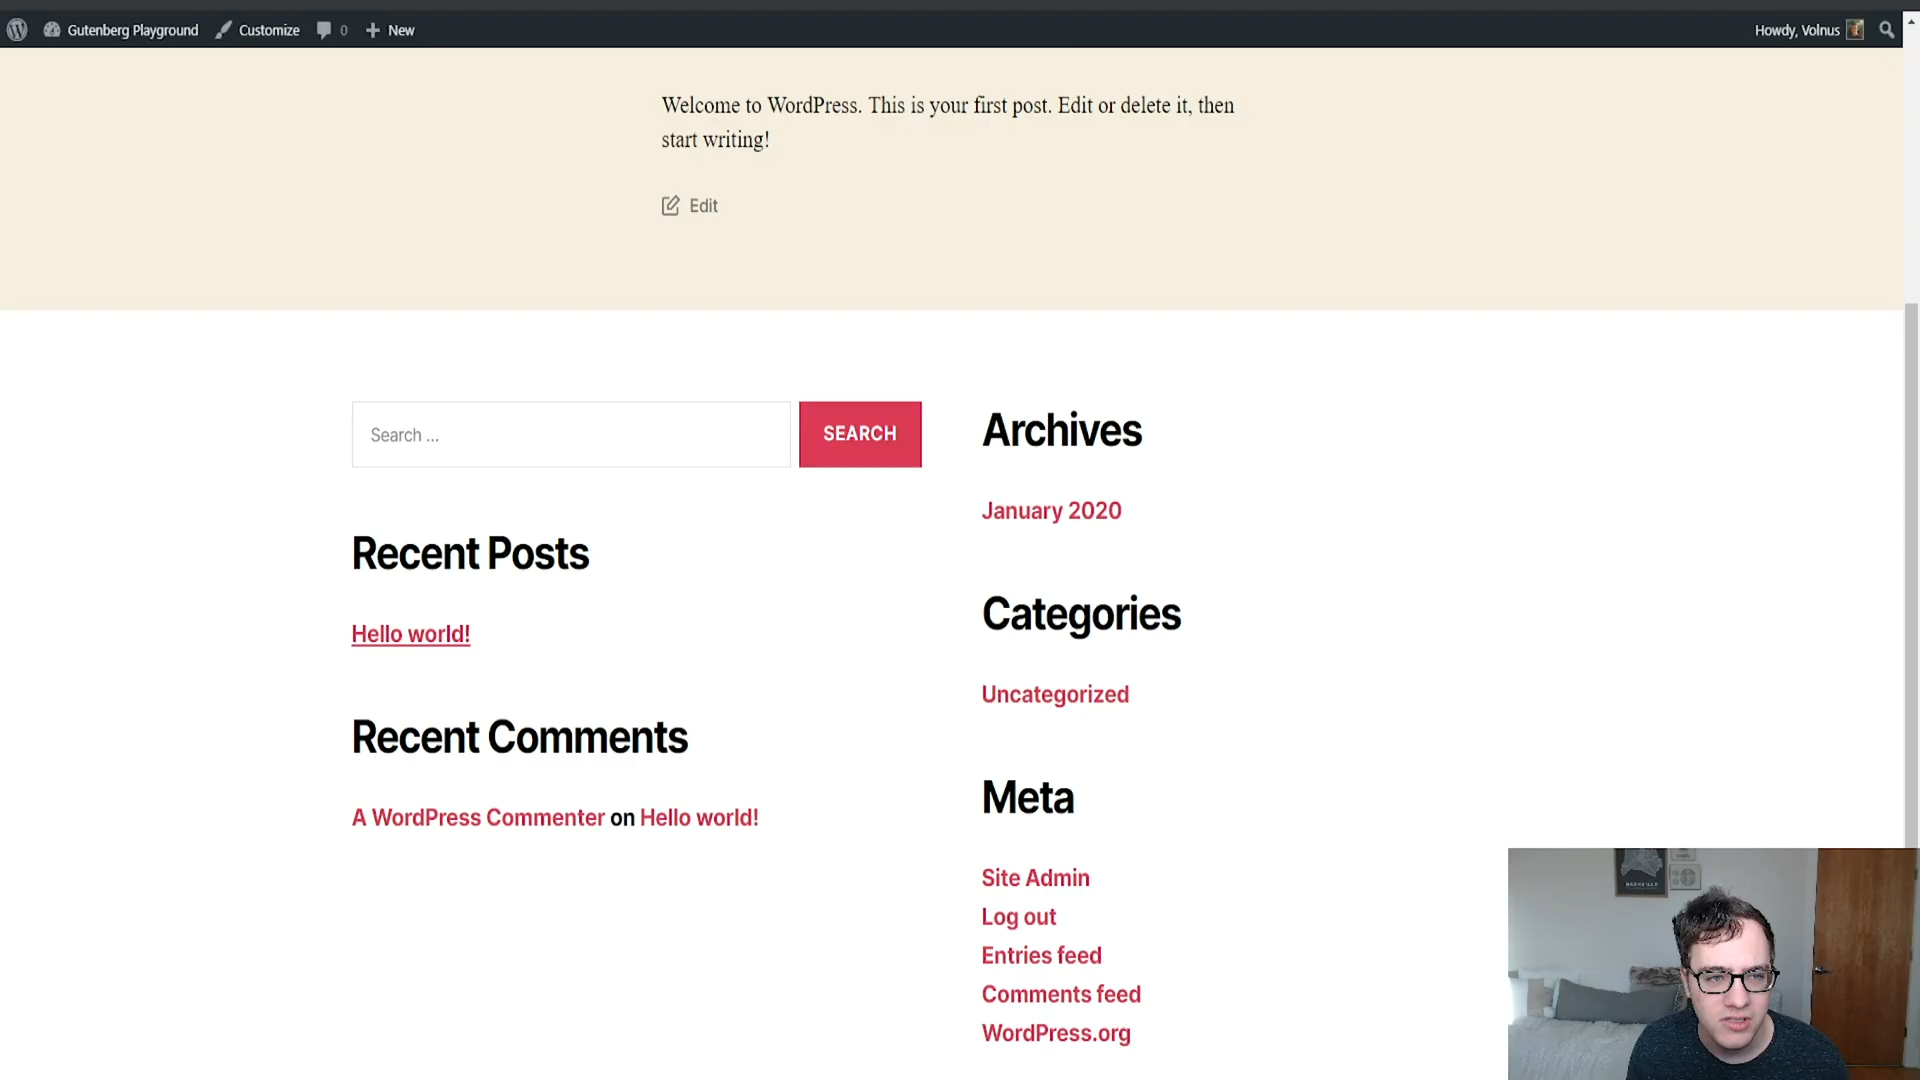 Gutenberg Playground Customize 0 New Howdy, Volnus
Welcome to WordPress. This is your first post. Edit or delete it, then
start writing!
Edit
Search ...
SEARCH
Recent Posts
Hello world!
Recent Comments
A WordPress Commenter on Hello world!
Archives
January 2020
Categories
Uncategorized
Meta
Site Admin
Log out
Entries feed
Comments feed
WordPress.org
NASHVILLE